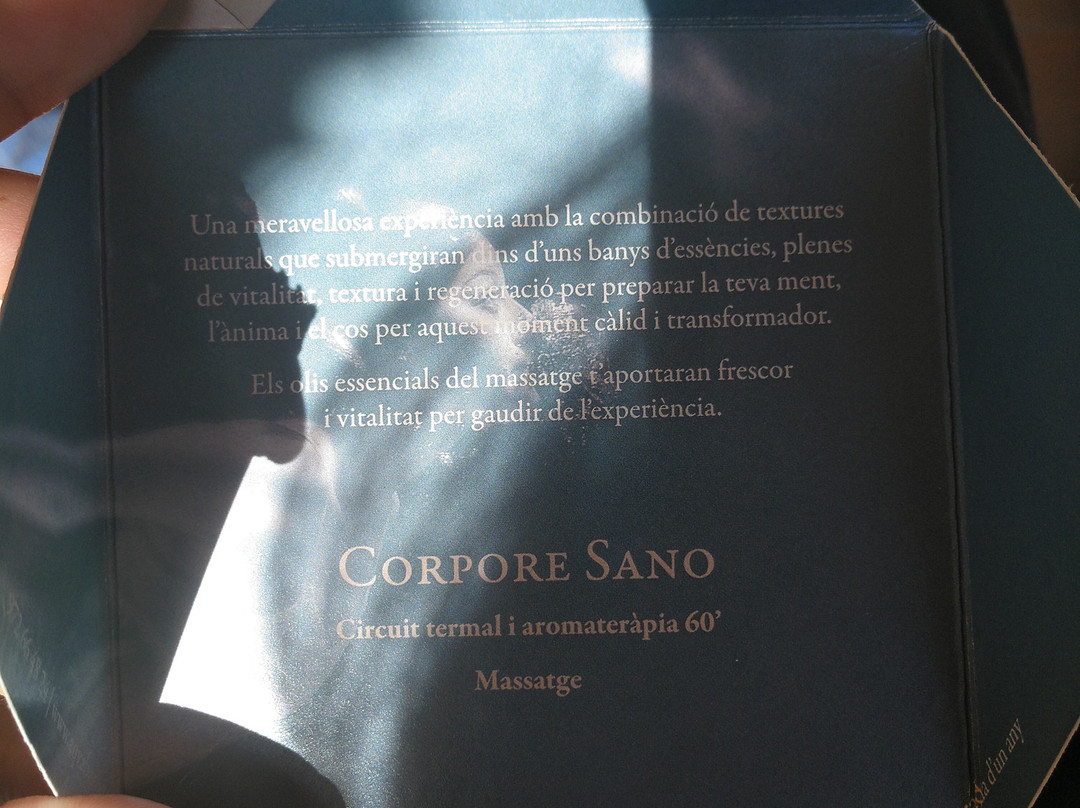 Una meravellosa experiència amb la combinació de textures
naturals que submergiran dins d'uns banys d'essències, plenes
de vitalitat, textura i regeneració per preparar la teva ment,
l'ànima i el cos per aquest moment càlid i transformador.
Els olis essencials del massatge t'aportaran frescor
i vitalitat per gaudir de l'experiència.
CORPORE SANO
Circuit termal i aromateràpia 60’
Massatge
d'un any